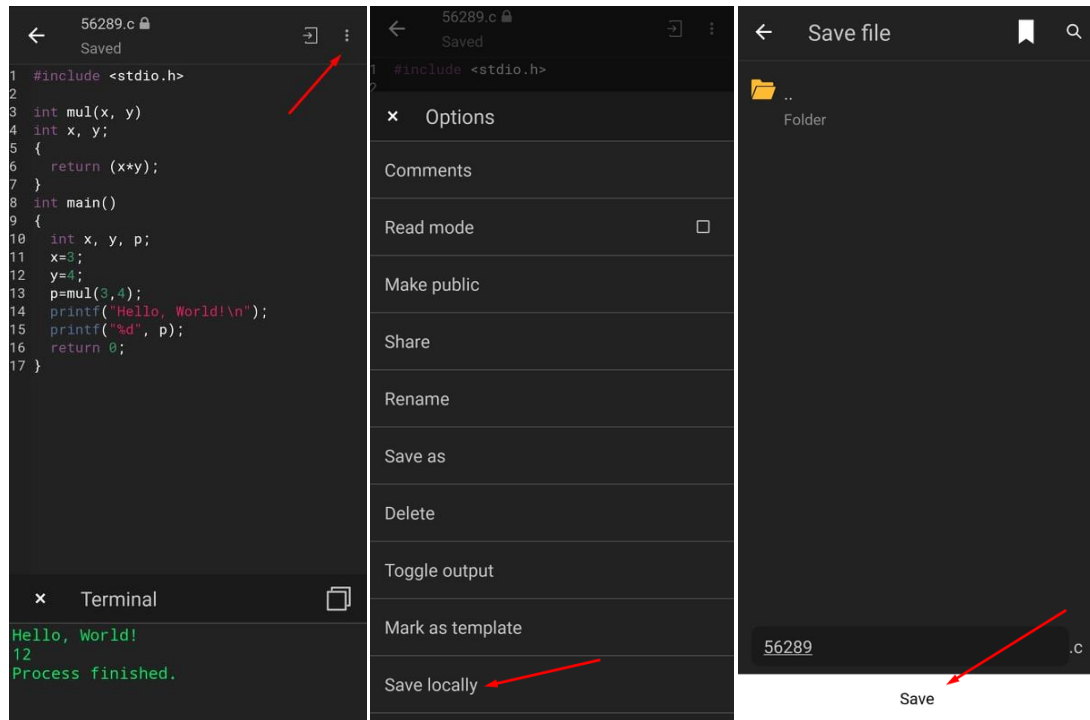 56289.c
Saved
1 #include <stdio.h>
2
3 int mul(x, y)
4 int x, y;
5 {
6   return (x*y);
7 }
8 int main()
9 {
10   int x, y, p;
11   x=3;
12   y=4;
13   p=mul(3,4);
14   printf("Hello, World!\n");
15   printf("%d", p);
16   return 0;
17 }
× Terminal
Hello, World!
12
Process finished.
56289.c
Saved
1 #include <stdio.h>
2
× Options
Comments
Read mode
Make public
Share
Rename
Save as
Delete
Toggle output
Mark as template
Save locally
Save file
..
Folder
56289 .c
Save